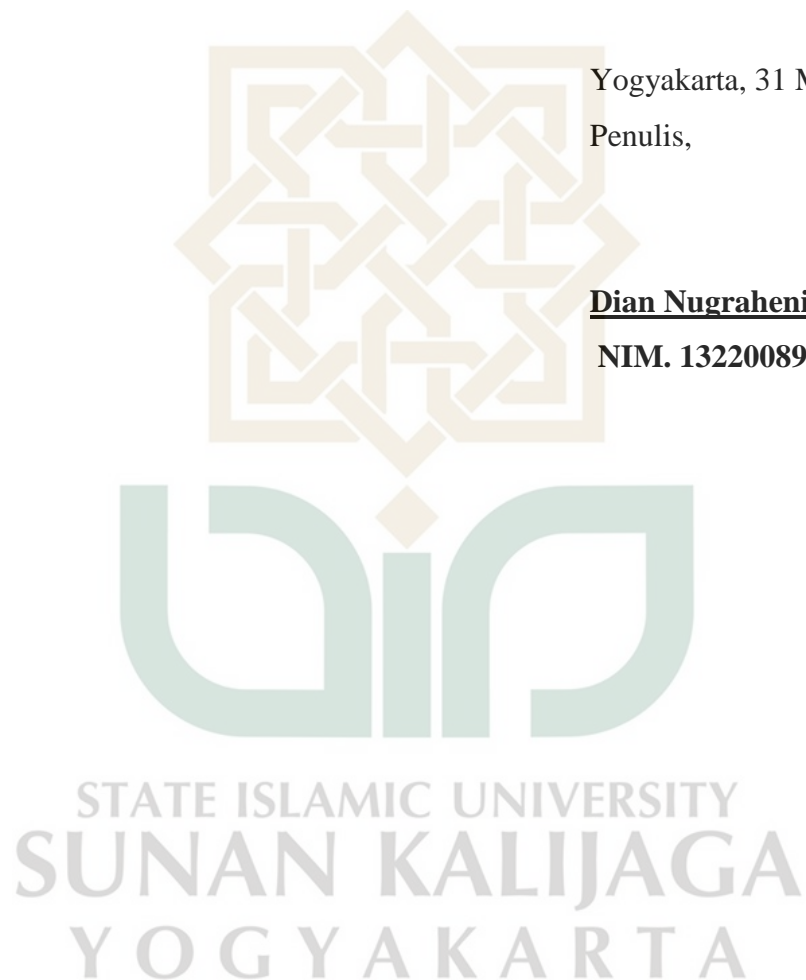 Yogyakarta, 31 M
Penulis,
Dian Nugraheni
NIM. 13220089
STATE ISLAMIC UNIVERSITY
SUNAN KALIJAGA
YOGYAKARTA